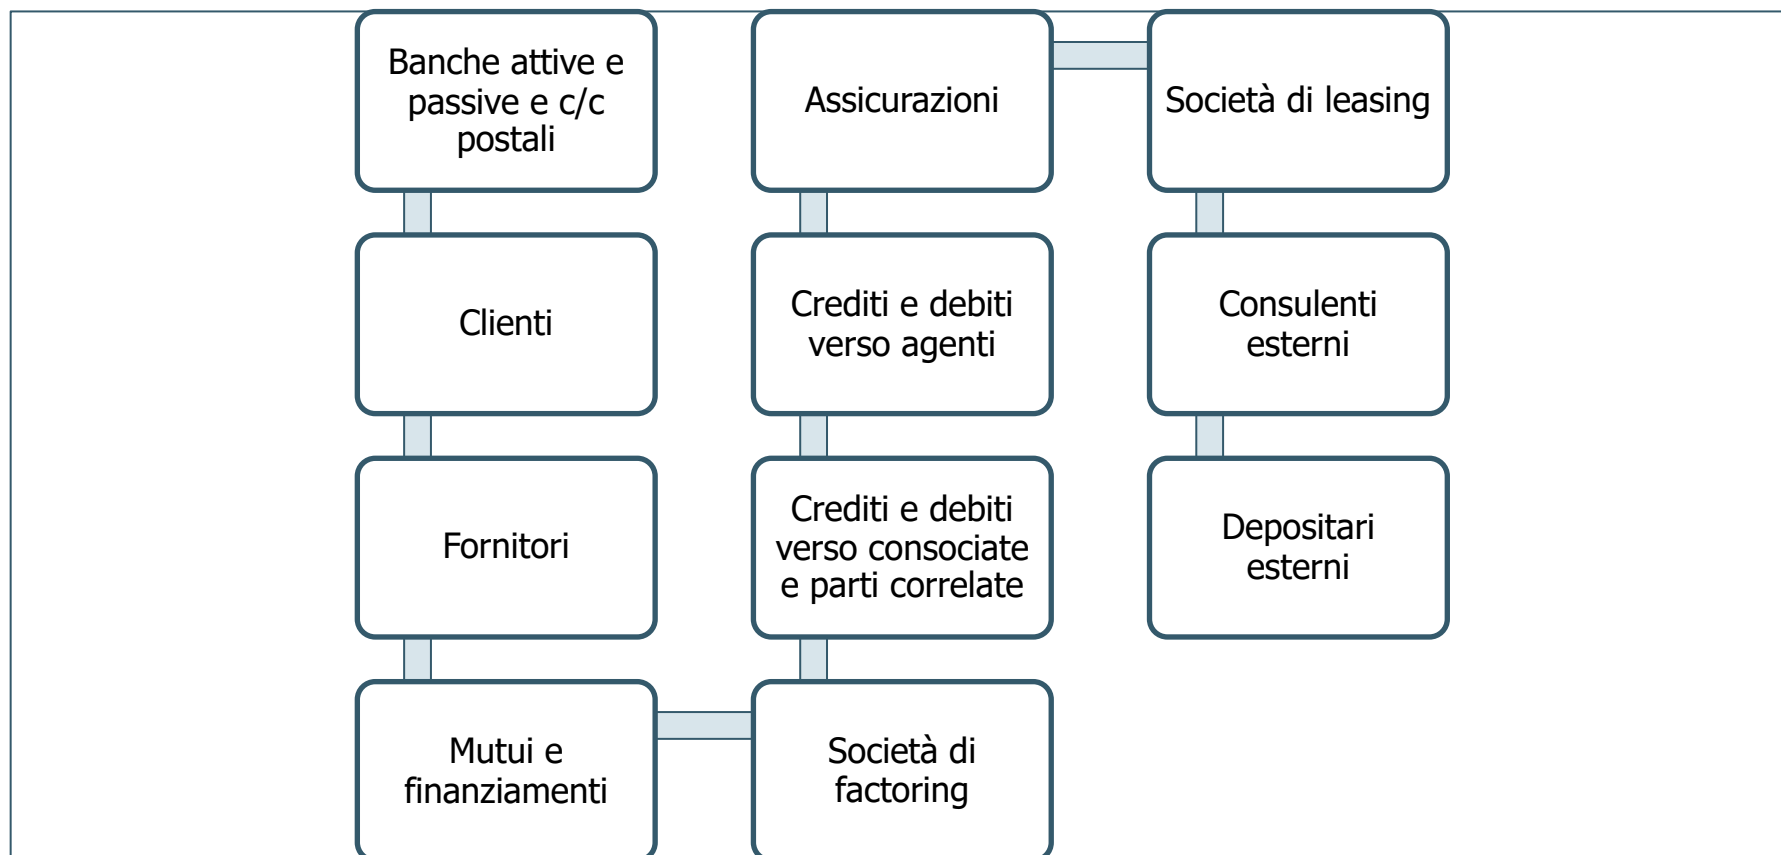 Banche attive e
passive e c/c
postali
Clienti
Fornitori
Mutui e
finanziamenti
Società di
factoring
Crediti e debiti
verso consociate
e parti correlate
Crediti e debiti
verso agenti
Assicurazioni
Società di leasing
Consulenti
esterni
Depositari
esterni